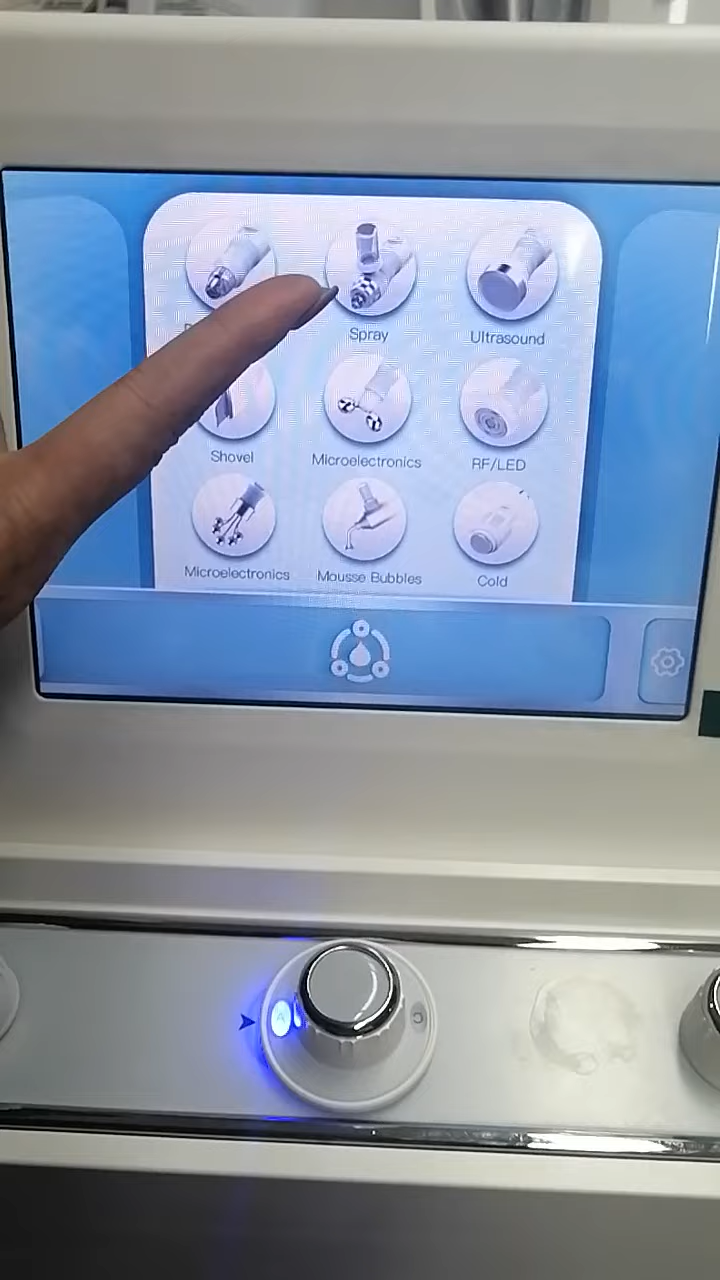 Spray
Ultrasound
Shovel
Microelectronics
RF/LED
Microelectronics
Mousse Bubbles
Cold
A
C